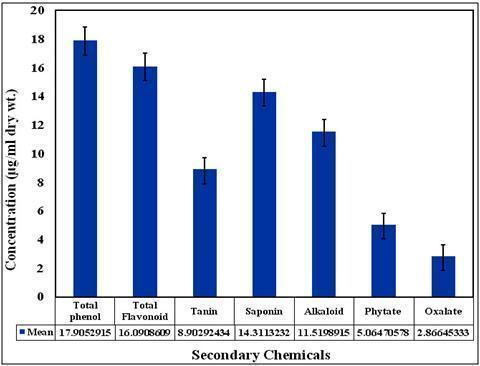 20
18
16
14
12
10
8
6
4
2
0
Concentration (µg/ml dry wt.)
Total phenol
Total Flavonoid
Tanin
Saponin
Alkaloid
Phytate
Oxalate
Mean 17.9052915 16.0908609 8.90292434 14.3113232 11.5198915 5.06470578 2.86645333
Secondary Chemicals